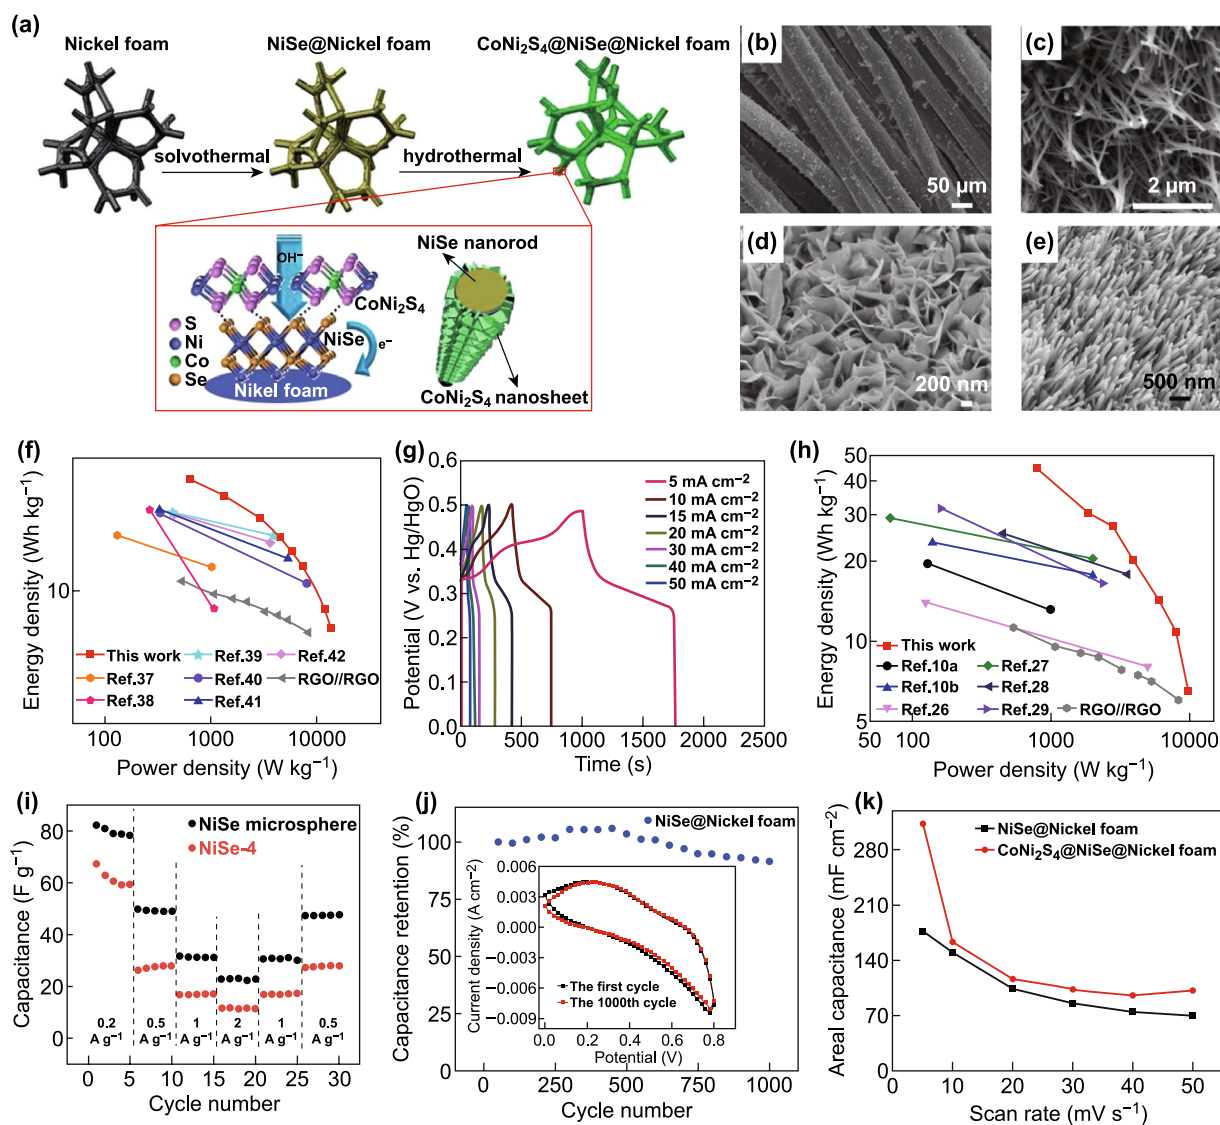 (a)
Nickel foam
NiSe@Nickel foam
CoNi₂S₄@NiSe@Nickel foam
solvothermal
hydrothermal
NiSe nanorod
OH⁻
CoNi₂S₄
S
Ni
Co
Se
NiSe
e⁻
Nikel foam
CoNi₂S₄ nanosheet
(b)
50 µm
(c)
2 µm
(d)
200 nm
(e)
500 nm
(f)
Energy density (Wh kg⁻¹)
10
This work
Ref.37
Ref.38
Ref.39
Ref.40
Ref.41
Ref.42
RGO//RGO
100 1000 10000
Power density (W kg⁻¹)
(g)
Potential (V vs. Hg/HgO)
0.6
0.5
0.4
0.3
0.2
0.1
0.0
5 mA cm⁻²
10 mA cm⁻²
15 mA cm⁻²
20 mA cm⁻²
30 mA cm⁻²
40 mA cm⁻²
50 mA cm⁻²
0 500 1000 1500 2000 2500
Time (s)
(h)
Energy density (Wh kg⁻¹)
50
40
30
20
10
5
This work
Ref.10a
Ref.10b
Ref.26
Ref.27
Ref.28
Ref.29
RGO//RGO
50 100 1000 10000
Power density (W kg⁻¹)
(i)
Capacitance (F g⁻¹)
80
60
40
20
0
NiSe microsphere
NiSe-4
0.2 0.5 1 2 1 0.5
A g⁻¹ A g⁻¹ A g⁻¹ A g⁻¹ A g⁻¹ A g⁻¹
0 5 10 15 20 25 30
Cycle number
(j)
Capacitance retention (%)
125
100
75
50
25
0
NiSe@Nickel foam
Current density (A cm⁻²)
0.006
0.003
0.000
−0.003
−0.006
−0.009
The first cycle
The 1000th cycle
0.0 0.2 0.4 0.6 0.8
Potential (V)
0 250 500 750 1000
Cycle number
(k)
Areal capacitance (mF cm⁻²)
280
210
140
70
0
NiSe@Nickel foam
CoNi₂S₄@NiSe@Nickel foam
0 10 20 30 40 50
Scan rate (mV s⁻¹)